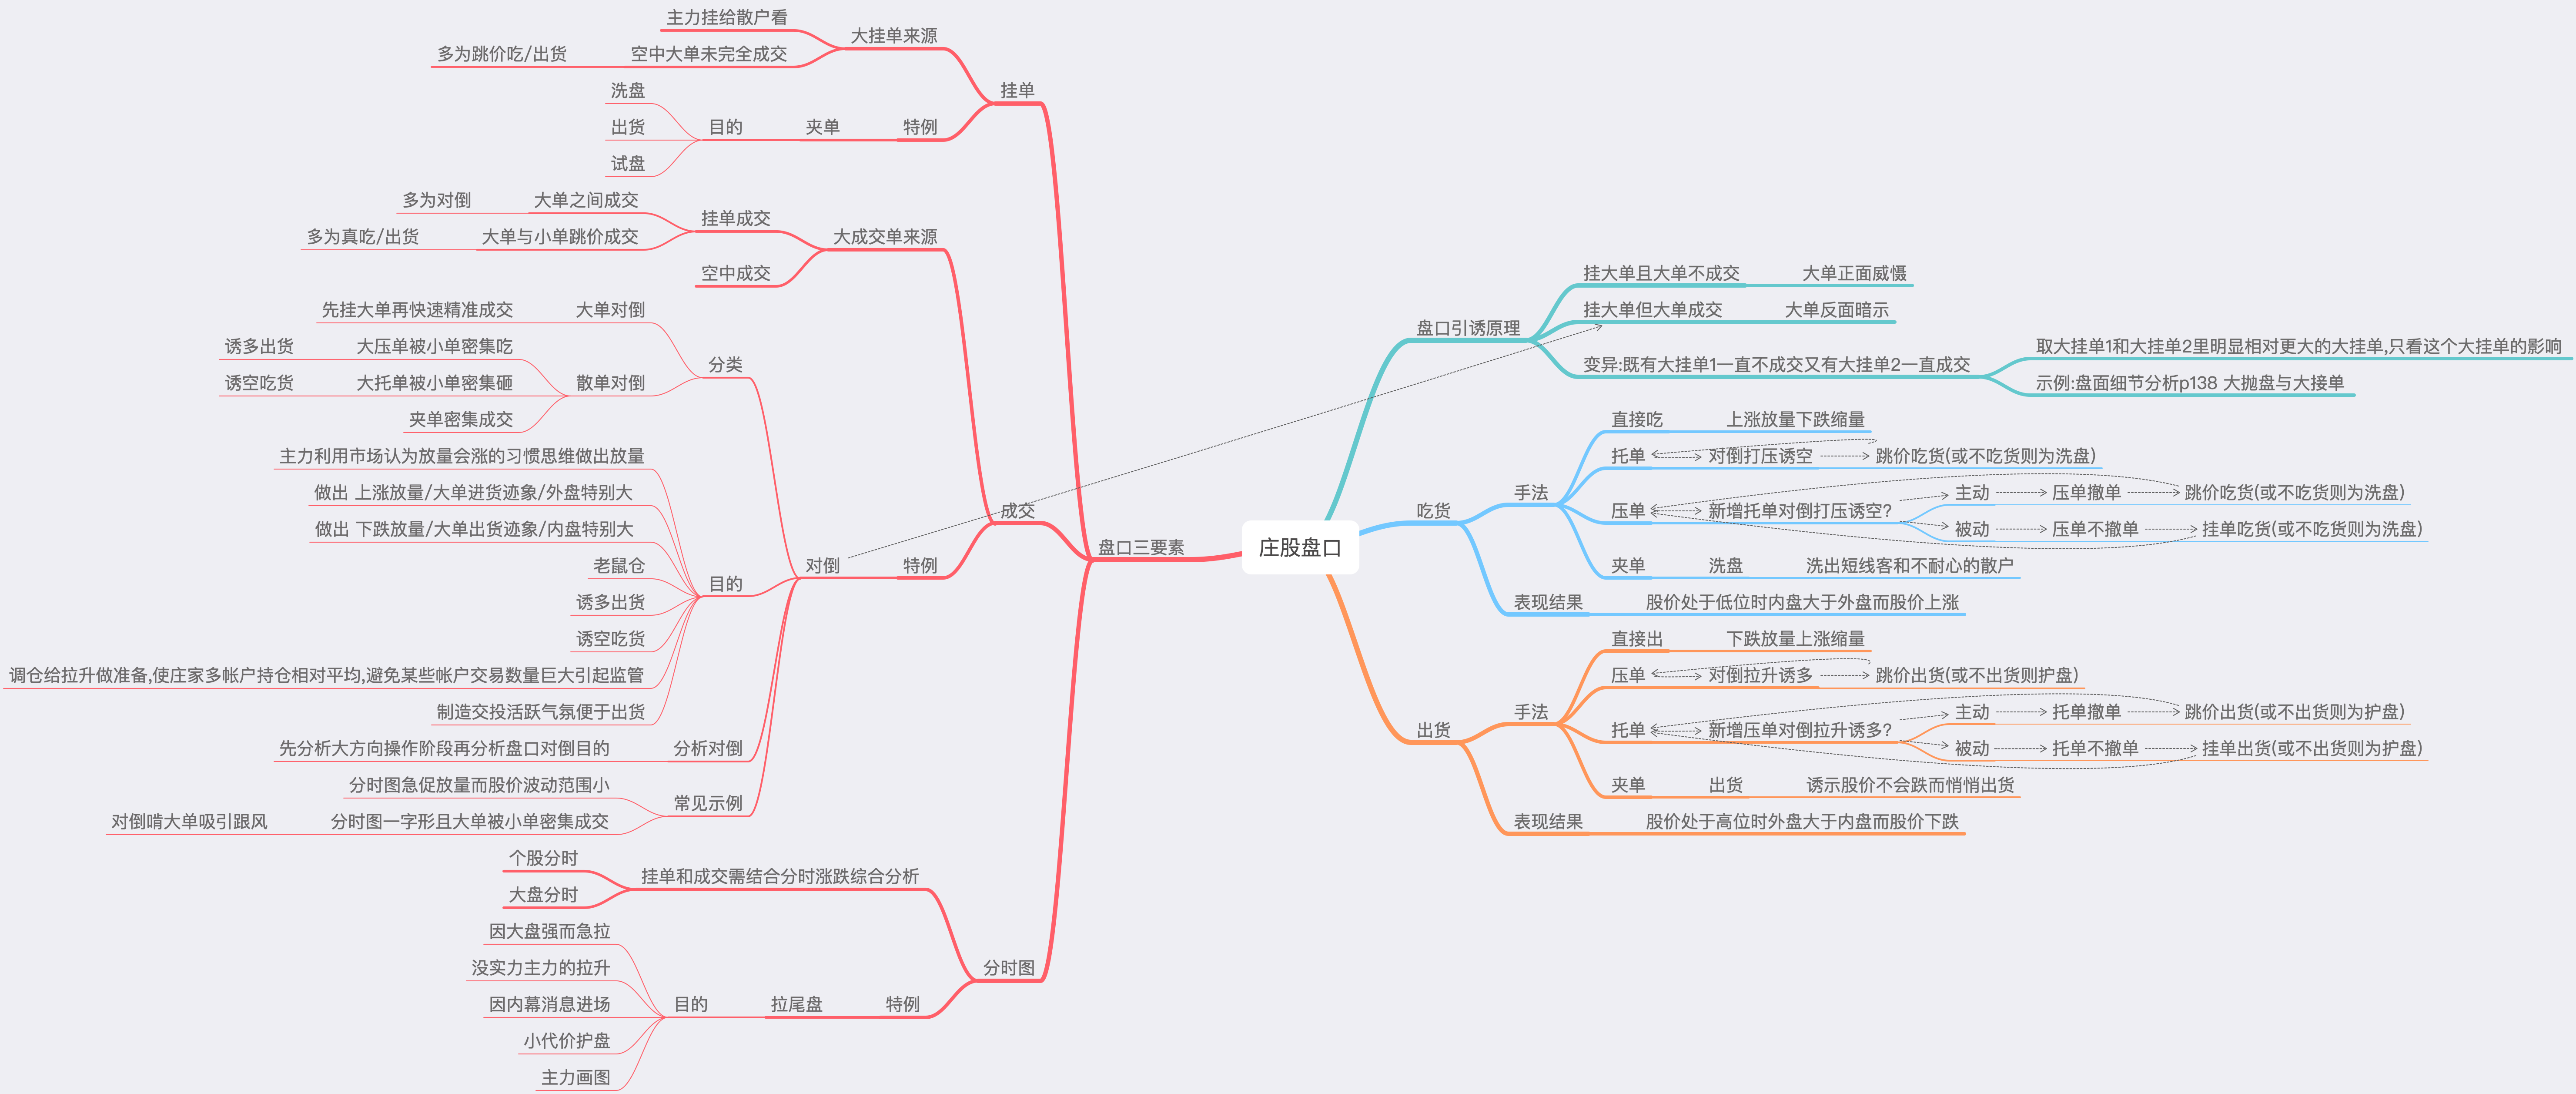 庄股盘口
盘口三要素
挂单
大挂单来源
主力挂给散户看
空中大单未完全成交
多为跳价吃/出货
特例
夹单
目的
洗盘
出货
试盘
成交
大成交单来源
挂单成交
大单之间成交
多为对倒
大单与小单跳价成交
多为真吃/出货
空中成交
特例
对倒
分类
大单对倒
先挂大单再快速精准成交
散单对倒
大压单被小单密集吃
诱多出货
大托单被小单密集砸
诱空吃货
夹单密集成交
目的
主力利用市场认为放量会涨的习惯思维做出放量
做出 上涨放量/大单进货迹象/外盘特别大
做出 下跌放量/大单出货迹象/内盘特别大
老鼠仓
诱多出货
诱空吃货
调仓给拉升做准备,使庄家多帐户持仓相对平均,避免某些帐户交易数量巨大引起监管
制造交投活跃气氛便于出货
分析对倒
先分析大方向操作阶段再分析盘口对倒目的
常见示例
分时图急促放量而股价波动范围小
分时图一字形且大单被小单密集成交
对倒啃大单吸引跟风
分时图
挂单和成交需结合分时涨跌综合分析
个股分时
大盘分时
特例
拉尾盘
目的
因大盘强而急拉
没实力主力的拉升
因内幕消息进场
小代价护盘
主力画图
盘口引诱原理
挂大单且大单不成交
大单正面威慑
挂大单但大单成交
大单反面暗示
变异:既有大挂单1一直不成交又有大挂单2一直成交
取大挂单1和大挂单2里明显相对更大的大挂单,只看这个大挂单的影响
示例:盘面细节分析p138 大抛盘与大接单
吃货
手法
直接吃
上涨放量下跌缩量
托单
对倒打压诱空
跳价吃货(或不吃货则为洗盘)
压单
新增托单对倒打压诱空?
主动
压单撤单
跳价吃货(或不吃货则为洗盘)
被动
压单不撤单
挂单吃货(或不吃货则为洗盘)
夹单
洗盘
洗出短线客和不耐心的散户
表现结果
股价处于低位时内盘大于外盘而股价上涨
出货
手法
直接出
下跌放量上涨缩量
压单
对倒拉升诱多
跳价出货(或不出货则护盘)
托单
新增压单对倒拉升诱多?
主动
托单撤单
跳价出货(或不出货则为护盘)
被动
托单不撤单
挂单出货(或不出货则为护盘)
夹单
出货
诱示股价不会跌而悄悄出货
表现结果
股价处于高位时外盘大于内盘而股价下跌